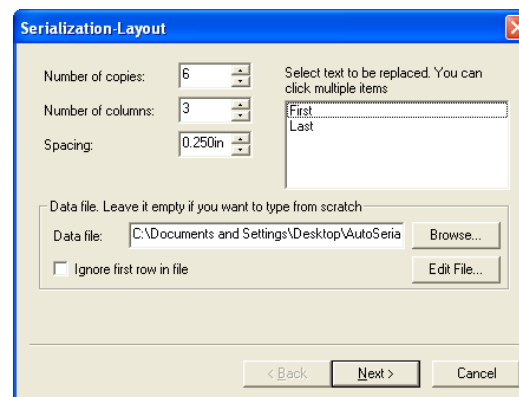 Serialization-Layout
Number of copies: 6
Number of columns: 3
Spacing: 0.250in
Select text to be replaced. You can
click multiple items
First
Last
Data file. Leave it empty if you want to type from scratch
Data file: C:\Documents and Settings\Desktop\AutoSeria Browse...
Ignore first row in file Edit File...
< Back Next > Cancel